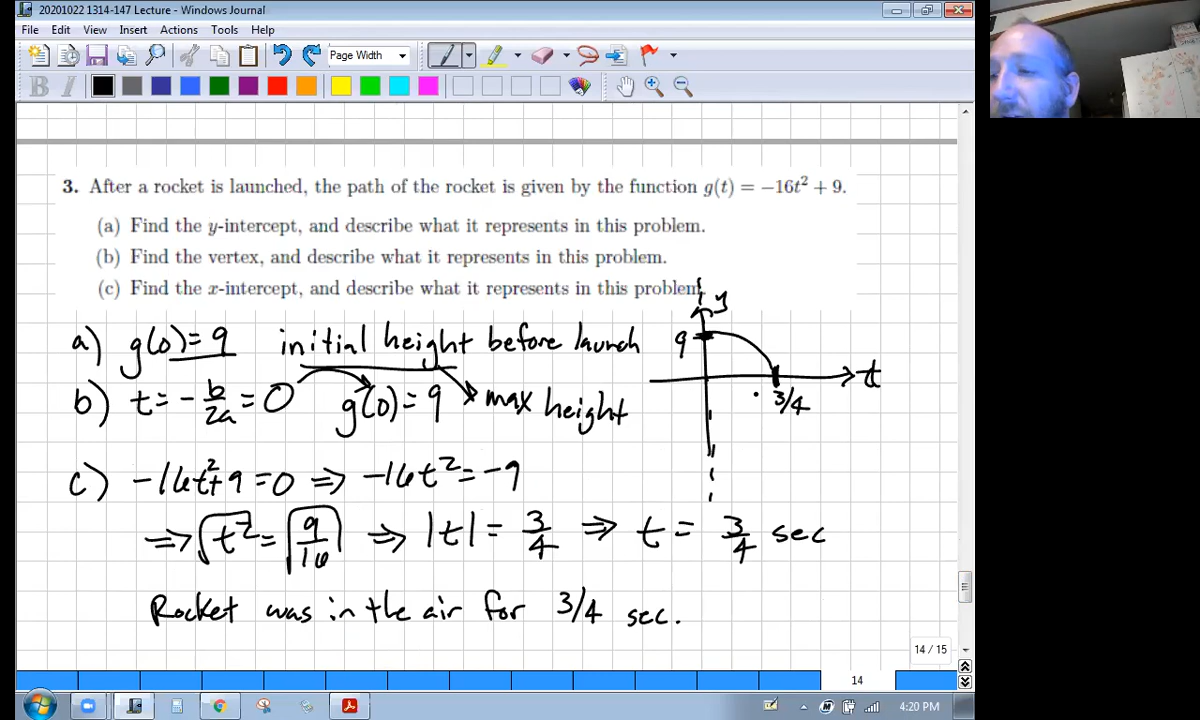 20201022 1314-147 Lecture - Windows Journal
File Edit View Insert Actions Tools Help
Page Width
B I
3. After a rocket is launched, the path of the rocket is given by the function g(t) = −16t² + 9.
(a) Find the y-intercept, and describe what it represents in this problem.
(b) Find the vertex, and describe what it represents in this problem.
(c) Find the x-intercept, and describe what it represents in this problem.
a) g(0) = 9 initial height before launch
b) t = - b/2a = 0 g(0) = 9 max height
y
9
t
3/4
c) -16t²+9=0 ⇒ -16t² = -9
⇒ √t² = √9/16 ⇒ |t| = 3/4 ⇒ t = 3/4 sec
Rocket was in the air for 3/4 sec.
14 / 15
14
4:20 PM